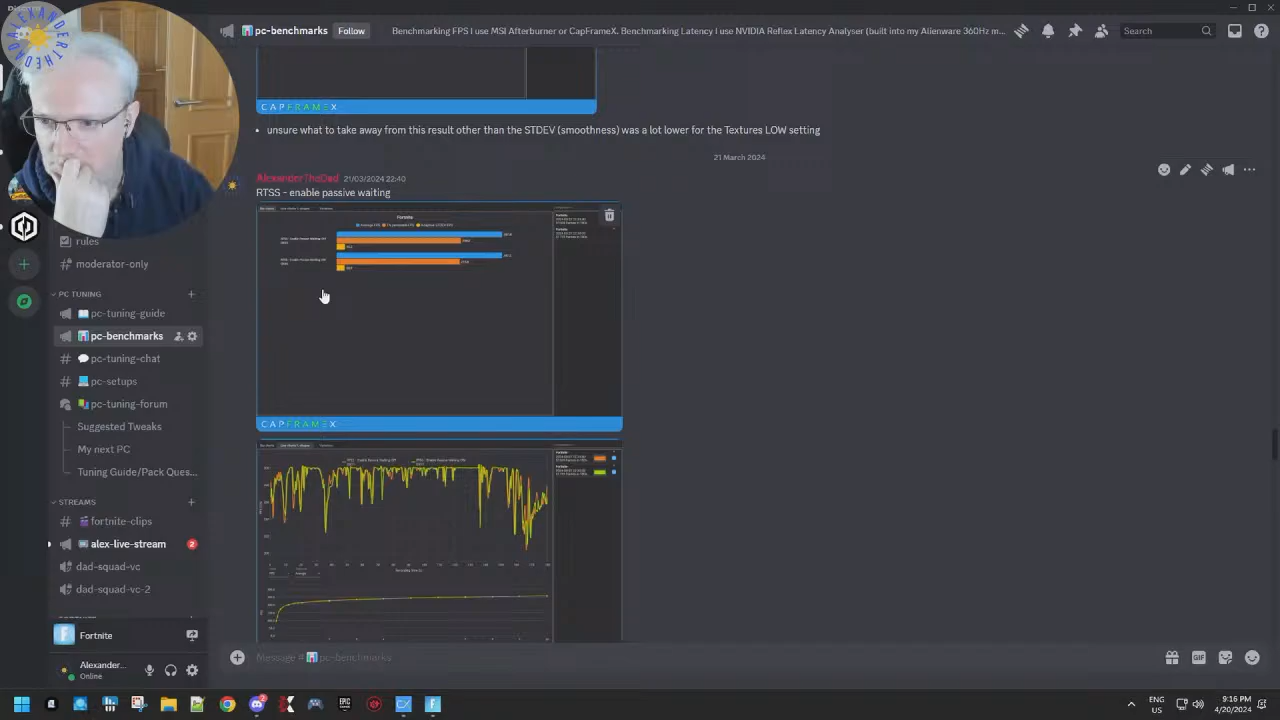 Discord
ALEXANDERTHEDAD
pc-benchmarks
Follow
Benchmarking FPS I use MSI Afterburner or CapFrameX. Benchmarking Latency I use NVIDIA Reflex Latency Analyser (built into my Alienware 360Hz m...
Search
CAPFRAMEX
unsure what to take away from this result other than the STDEV (smoothness) was a lot lower for the Textures LOW setting
21 March 2024
AlexanderTheDad 21/03/2024 22:40
RTSS - enable passive waiting
Fortnite
CAPFRAMEX
rules
moderator-only
PC TUNING
pc-tuning-guide
pc-benchmarks
pc-tuning-chat
pc-setups
pc-tuning-forum
Suggested Tweaks
My next PC
Tuning Guide/Pack Ques...
STREAMS
fortnite-clips
alex-live-stream
2
dad-squad-vc
dad-squad-vc-2
Fortnite
Alexander...
Online
Message #pc-benchmarks
GIF
EPIC
ENG
US
9:16 PM
4/20/2024